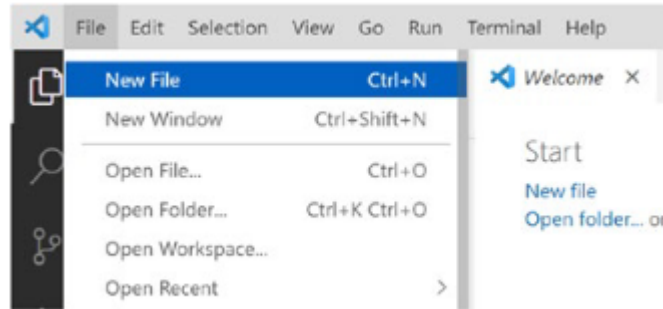 File Edit Selection View Go Run Terminal Help
New File Ctrl+N
New Window Ctrl+Shift+N
Open File... Ctrl+O
Open Folder... Ctrl+K Ctrl+O
Open Workspace...
Open Recent
Welcome
Start
New file
Open folder... or